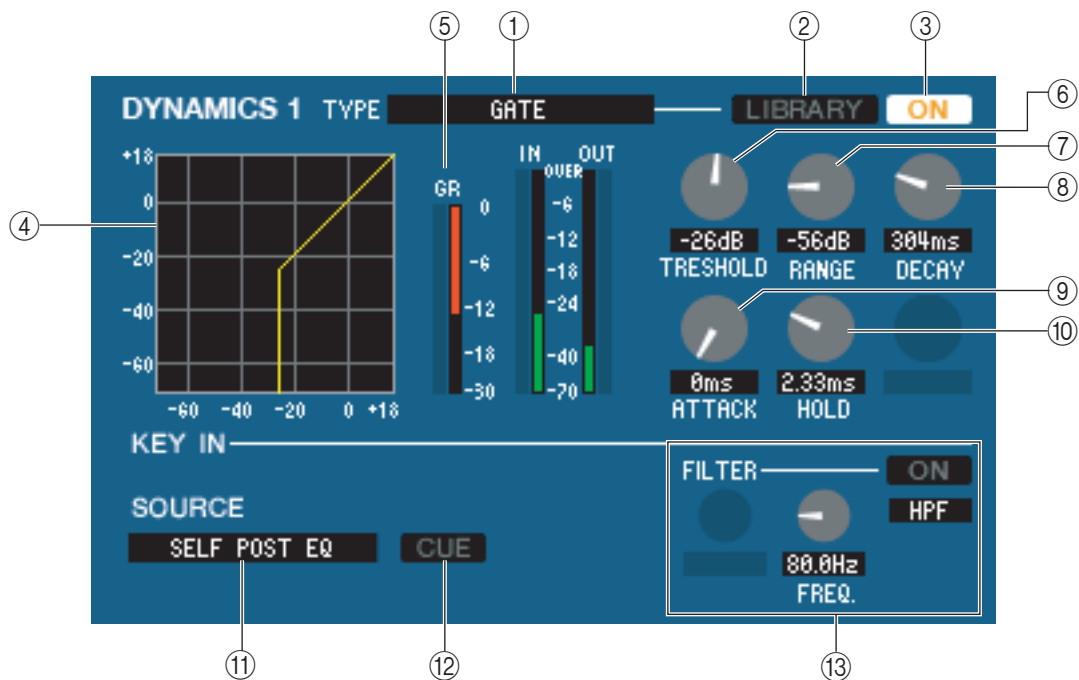 ⑤ ① ② ③
DYNAMICS 1 TYPE GATE LIBRARY ON
⑥
⑦
⑧
④
+18
0
-20
-40
-60
-60 -40 -20 0 +18
GR
0
-6
-12
-18
-30
IN OUT
OVER
-6
-12
-18
-24
-40
-70
-26dB -56dB 304ms
TRESHOLD RANGE DECAY
⑨
⑩
0ms 2.33ms
ATTACK HOLD
KEY IN
FILTER ON
HPF
SOURCE
SELF POST EQ CUE
80.0Hz
FREQ.
⑪ ⑫ ⑬